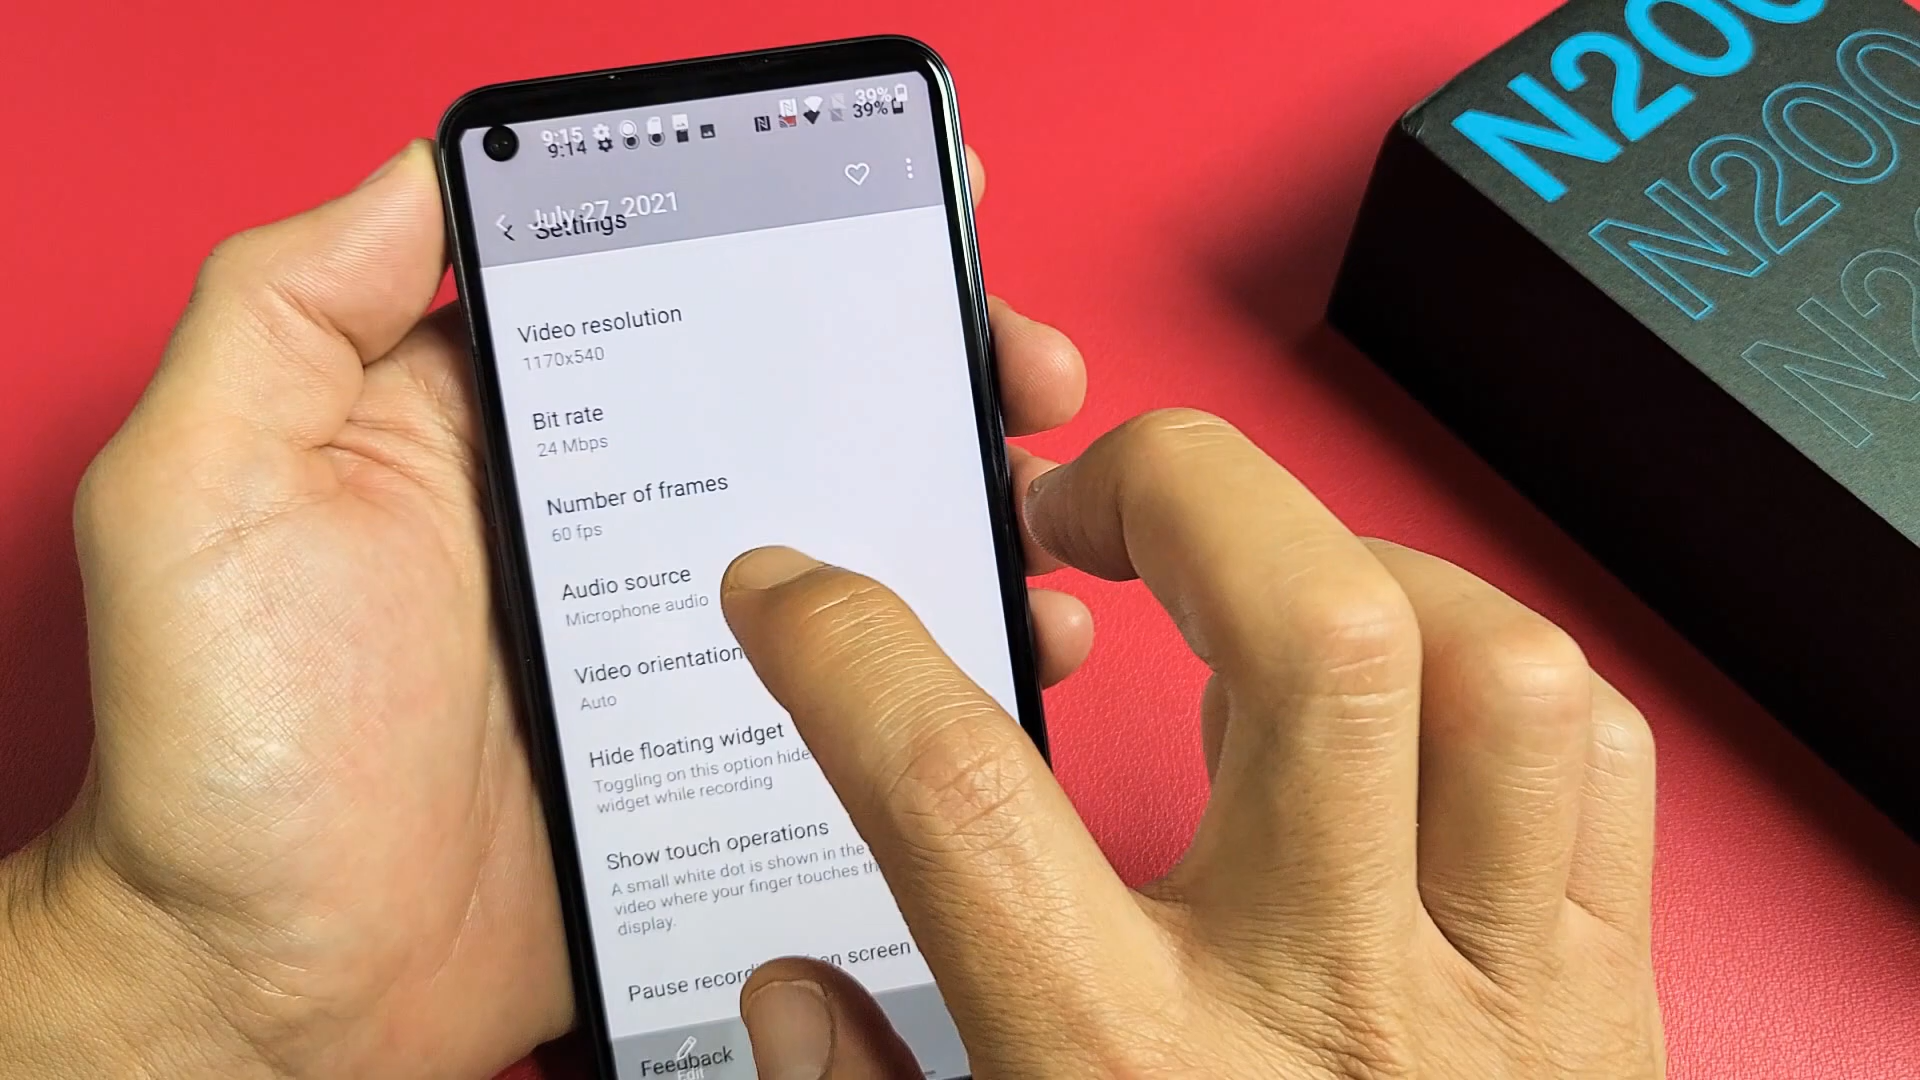 9:15
9:14
39%
39%
July 27, 2021
Settings
Video resolution
1170x540
Bit rate
24 Mbps
Number of frames
60 fps
Audio source
Microphone audio
Video orientation
Auto
Hide floating widget
Toggling on this option hide
widget while recording
Show touch operations
A small white dot is shown in the
video where your finger touches th
display.
Pause record on screen
Feedback
Edit
N200
N200
N20